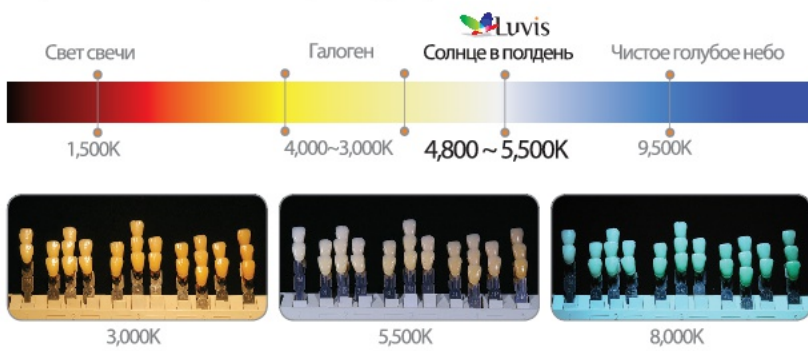 Luvis
Свет свечи Галоген Солнце в полдень Чистое голубое небо
1,500K 4,000~3,000K 4,800 ~ 5,500K 9,500K
3,000K 5,500K 8,000K